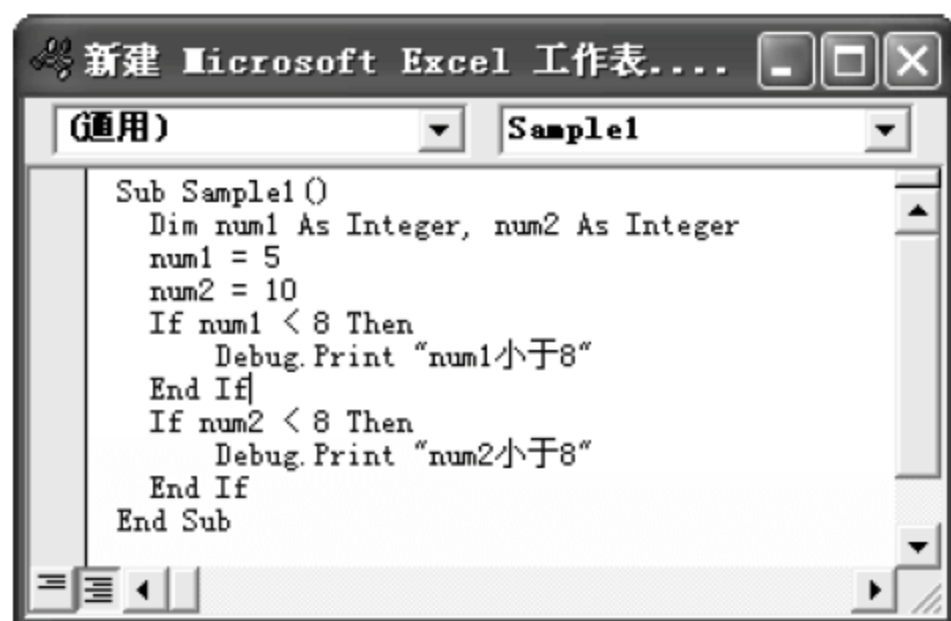 新建 Microsoft Excel 工作表....
(通用) Sample1
Sub Sample1()
Dim num1 As Integer, num2 As Integer
num1 = 5
num2 = 10
If num1 < 8 Then
Debug.Print "num1小于8"
End If
If num2 < 8 Then
Debug.Print "num2小于8"
End If
End Sub